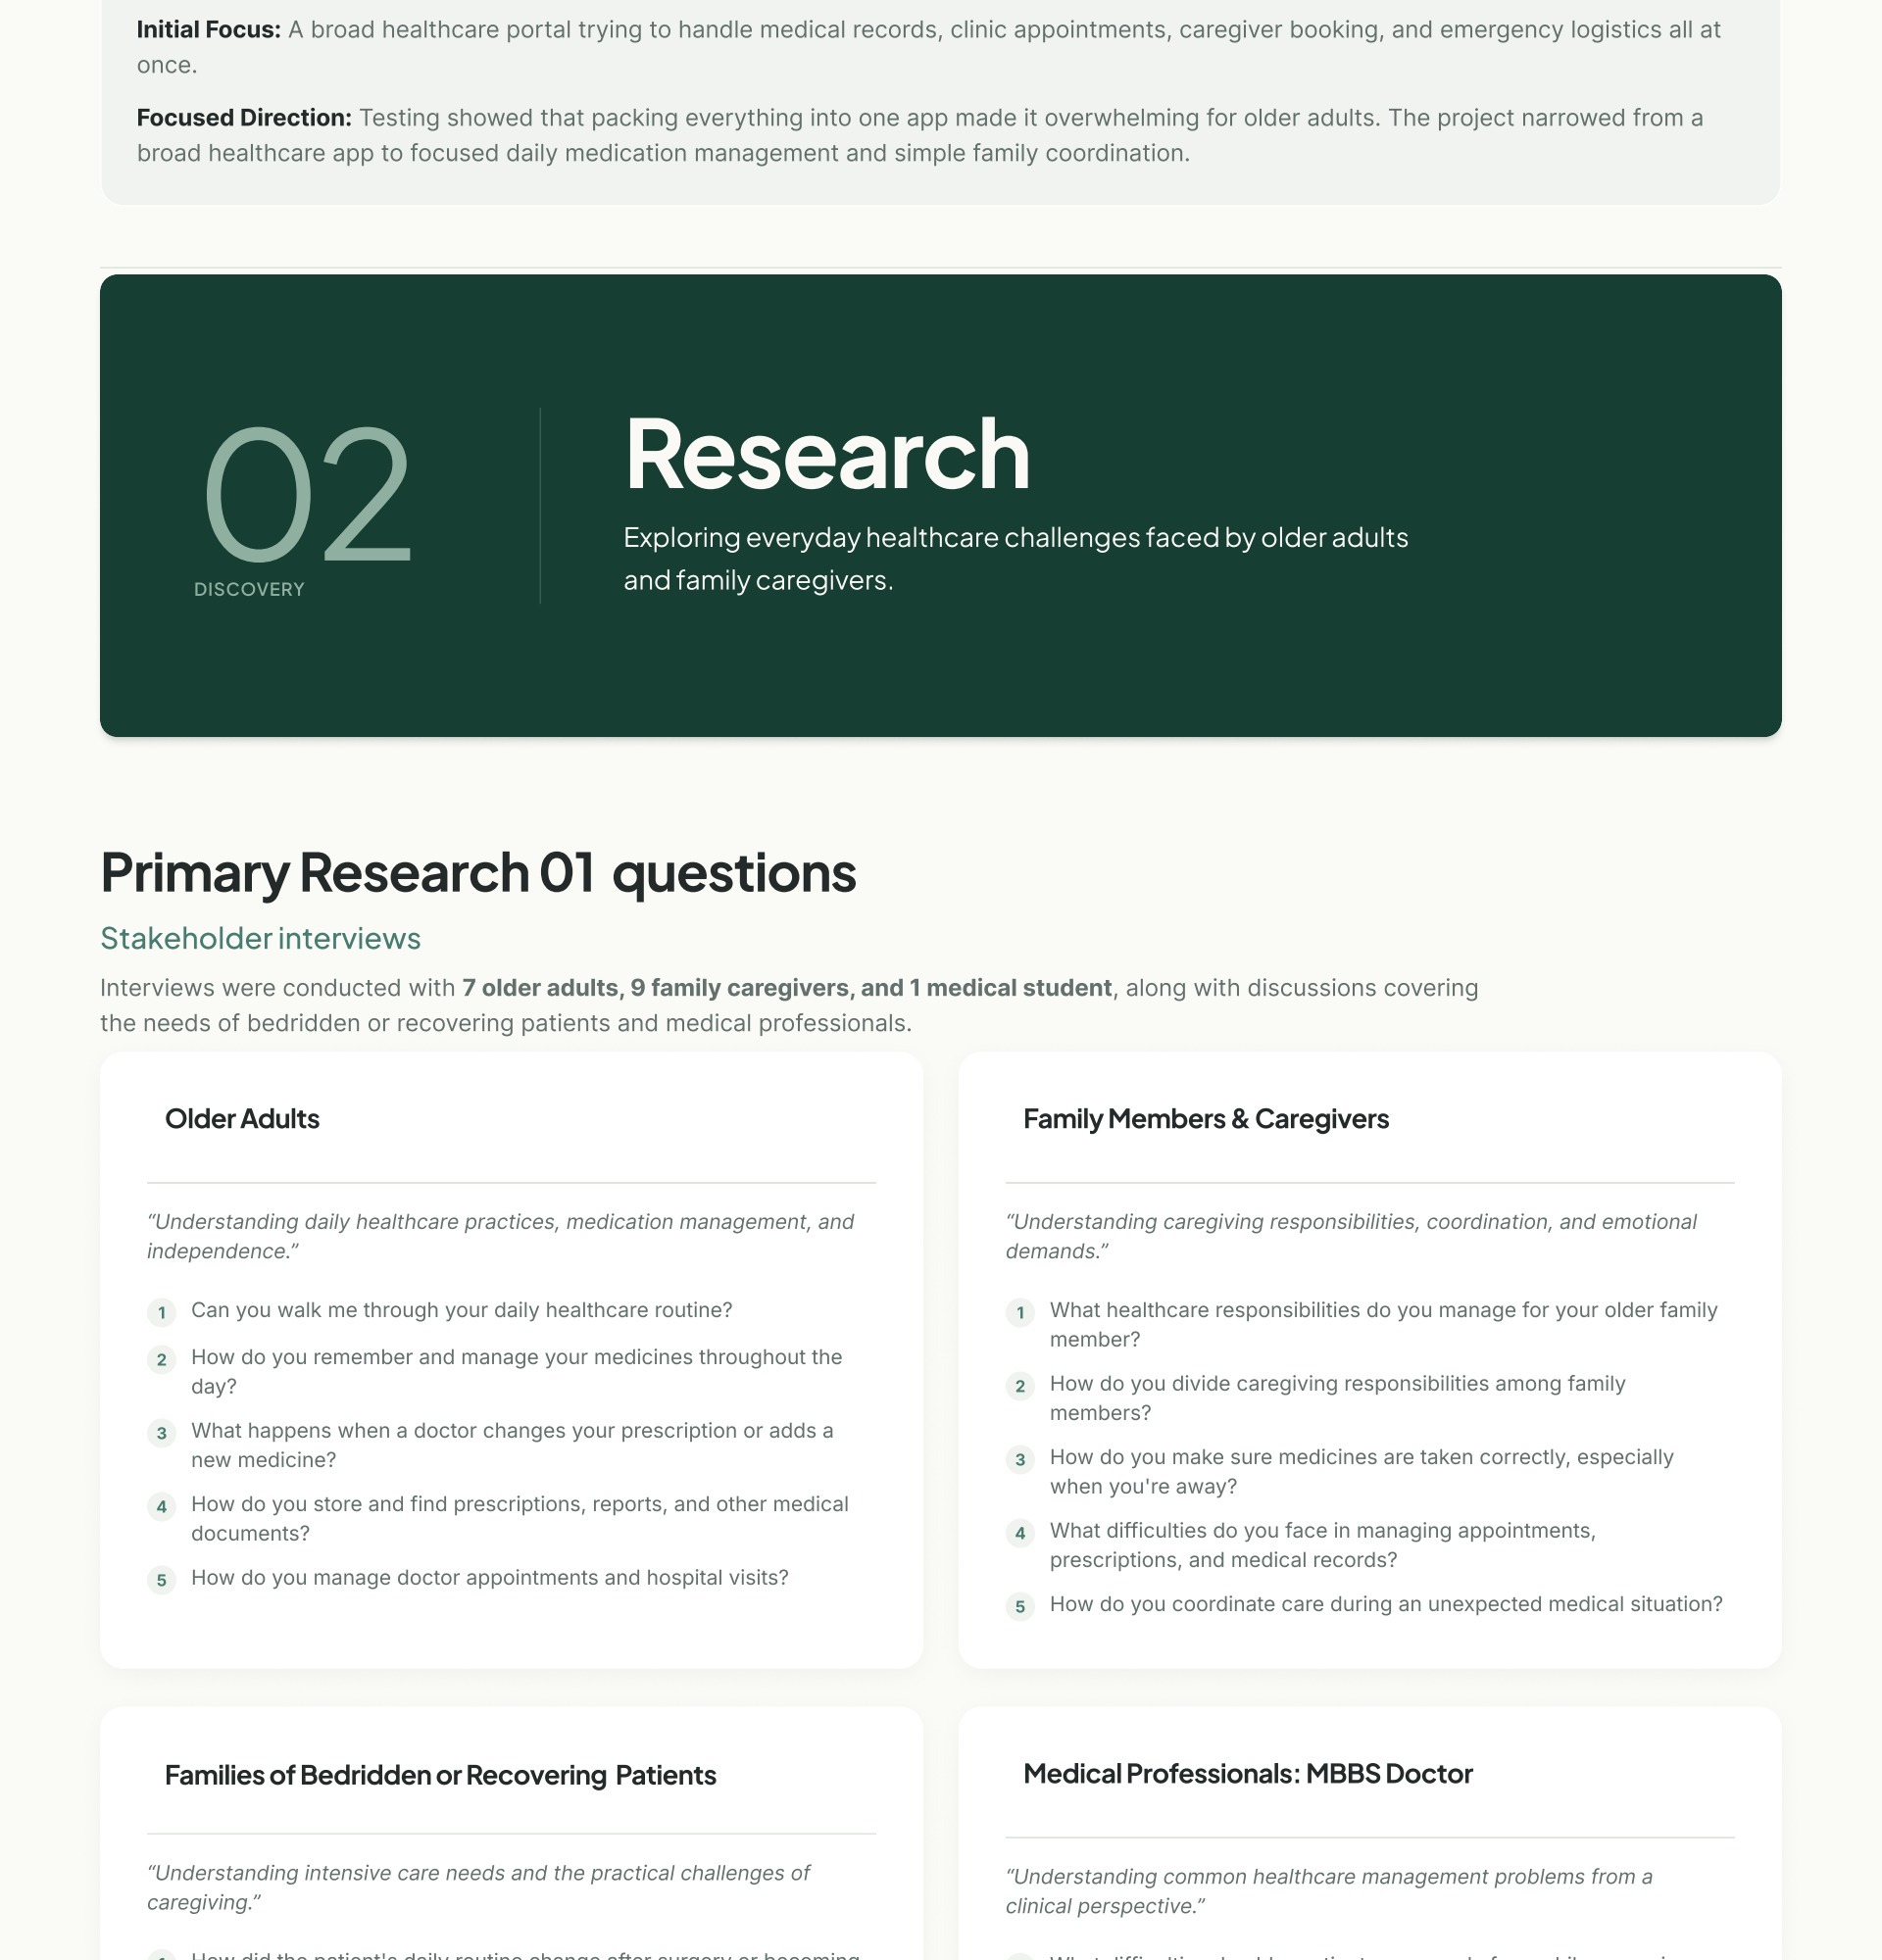 Initial Focus: A broad healthcare portal trying to handle medical records, clinic appointments, caregiver booking, and emergency logistics all at
once.
Focused Direction: Testing showed that packing everything into one app made it overwhelming for older adults. The project narrowed from a
broad healthcare app to focused daily medication management and simple family coordination.
02
DISCOVERY
Research
Exploring everyday healthcare challenges faced by older adults
and family caregivers.
Primary Research 01 questions
Stakeholder interviews
Interviews were conducted with 7 older adults, 9 family caregivers, and 1 medical student, along with discussions covering
the needs of bedridden or recovering patients and medical professionals.
Older Adults
“Understanding daily healthcare practices, medication management, and
independence.”
1 Can you walk me through your daily healthcare routine?
2 How do you remember and manage your medicines throughout the
day?
3 What happens when a doctor changes your prescription or adds a
new medicine?
4 How do you store and find prescriptions, reports, and other medical
documents?
5 How do you manage doctor appointments and hospital visits?
Family Members & Caregivers
“Understanding caregiving responsibilities, coordination, and emotional
demands.”
1 What healthcare responsibilities do you manage for your older family
member?
2 How do you divide caregiving responsibilities among family
members?
3 How do you make sure medicines are taken correctly, especially
when you're away?
4 What difficulties do you face in managing appointments,
prescriptions, and medical records?
5 How do you coordinate care during an unexpected medical situation?
Families of Bedridden or Recovering Patients
“Understanding intensive care needs and the practical challenges of
caregiving.”
How did the patient's daily routine change after surgery or becoming
Medical Professionals: MBBS Doctor
“Understanding common healthcare management problems from a
clinical perspective.”